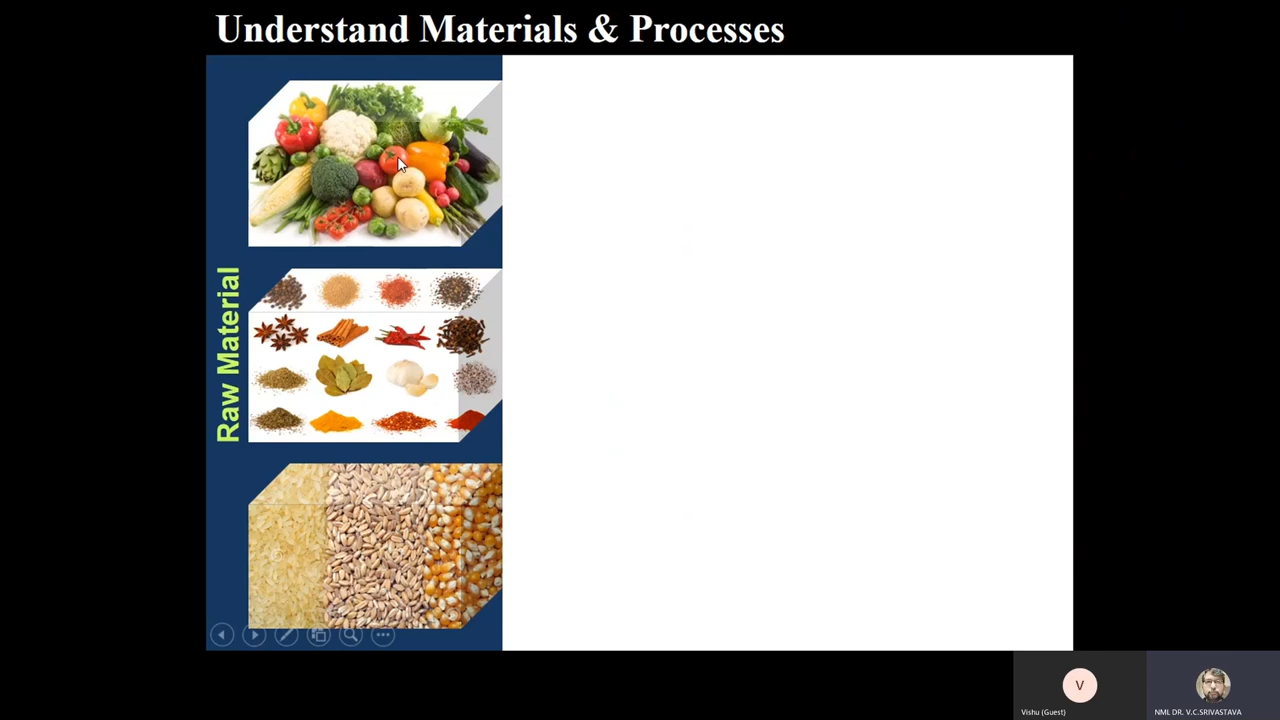 Understand Materials & Processes
Raw Material
V
Vishu (Guest)
NML DR. V.C.SRIVASTAVA